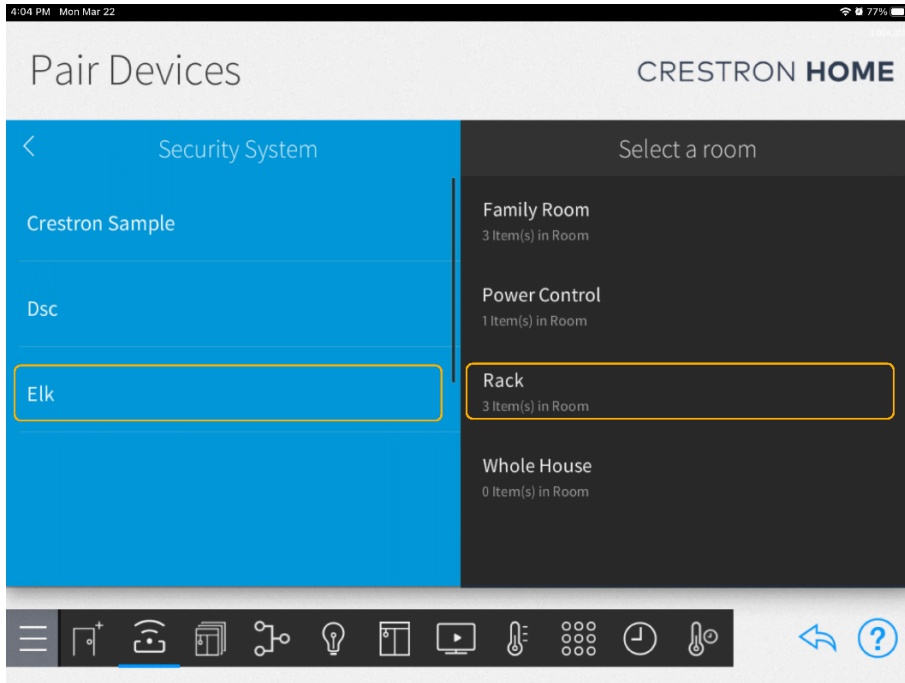 4:04 PM Mon Mar 22
77%
Pair Devices
CRESTRON HOME
Security System
Crestron Sample
Dsc
Elk
Select a room
Family Room
3 Item(s) in Room
Power Control
1 Item(s) in Room
Rack
3 Item(s) in Room
Whole House
0 Item(s) in Room
?